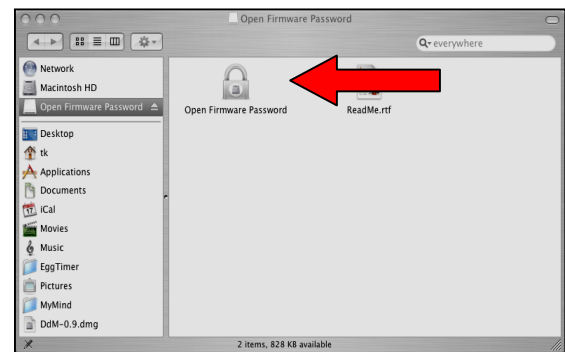 Open Firmware Password
everywhere
Network
Macintosh HD
Open Firmware Password
Desktop
tk
Applications
Documents
iCal
Movies
Music
EggTimer
Pictures
MyMind
DdM-0.9.dmg
Open Firmware Password
ReadMe.rtf
2 items, 828 KB available